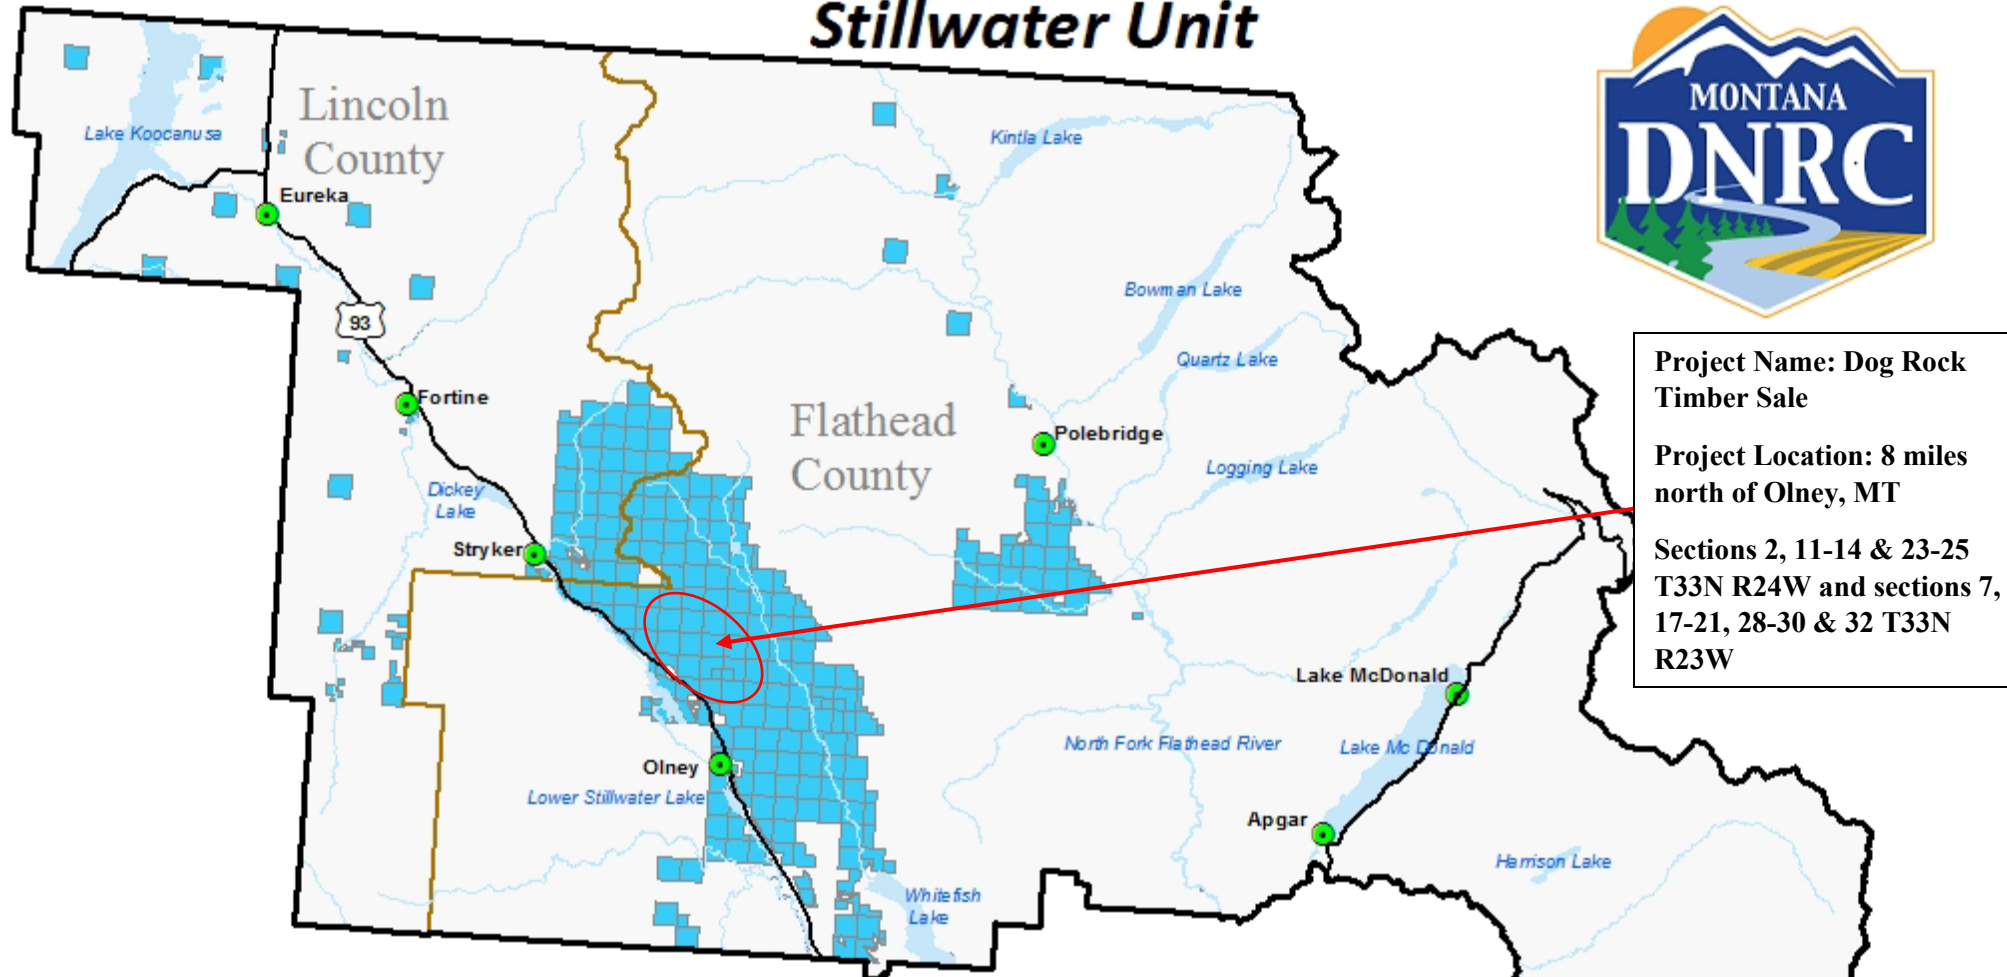 Stillwater Unit
MONTANA
DNRC
Lincoln
County
Lake Koocanusa
Kintla Lake
Eureka
Bowman Lake
93
Quartz Lake
Fortine
Flathead
County
Polebridge
Logging Lake
Dickey
Lake
Stryker
Project Name: Dog Rock
Timber Sale
Project Location: 8 miles
north of Olney, MT
Sections 2, 11-14 & 23-25
T33N R24W and sections 7,
17-21, 28-30 & 32 T33N
R23W
Lake McDonald
North Fork Flathead River
Lake Mc Donald
Olney
Lower Stillwater Lake
Apgar
Harrison Lake
Whitefish
Lake